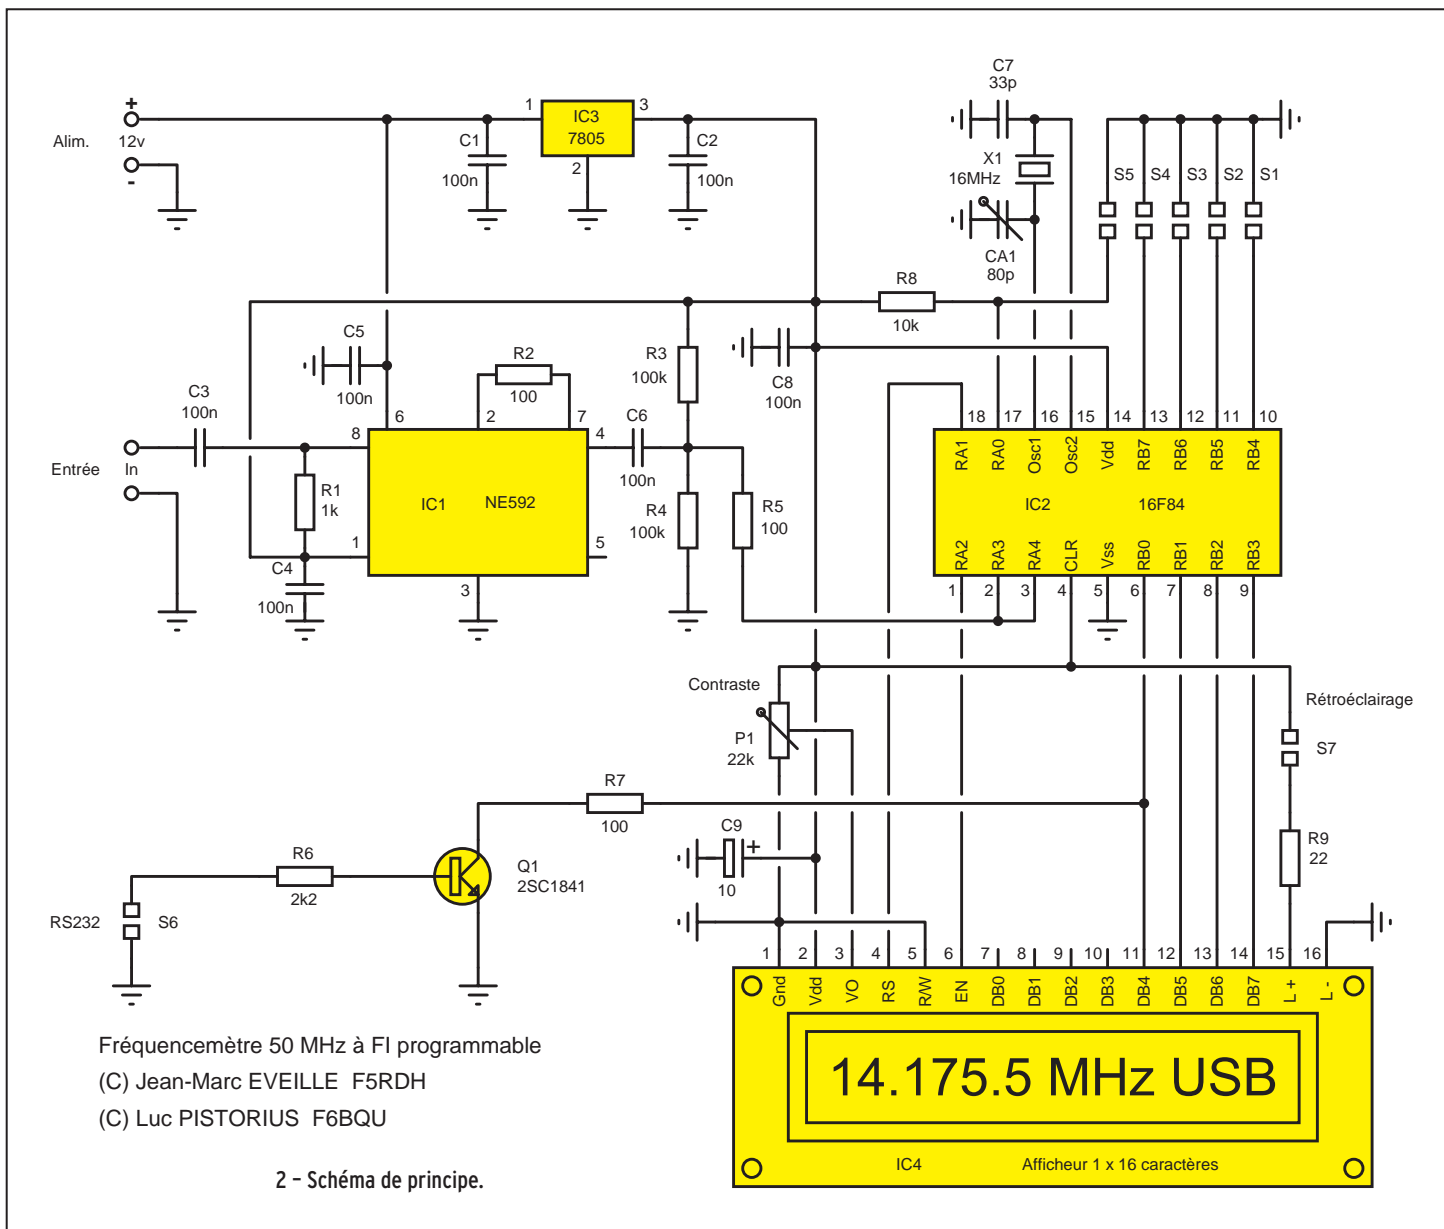 +
Alim.
12v
-
1
IC3
7805
3
2
C1
100n
C2
100n
C7
33p
X1
16MHz
CA1
80p
S5
S4
S3
S2
S1
R8
10k
C5
100n
R2
100
R3
100k
C8
100n
C3
100n
6
2
7
C6
4
8
100n
Entrée
In
R1
1k
IC1
NE592
R4
100k
R5
100
1
5
C4
100n
3
18 17 16 15 14 13 12 11 10
RA1 RA0 Osc1 Osc2 Vdd RB7 RB6 RB5 RB4
IC2
16F84
RA2 RA3 RA4 CLR Vss RB0 RB1 RB2 RB3
1 2 3 4 5 6 7 8 9
Contraste
P1
22k
Rétroéclairage
S7
R7
100
C9
+
10
R9
22
R6
2k2
Q1
2SC1841
RS232
S6
1 2 3 4 5 6 7 8 9 10 11 12 13 14 15 16
Gnd Vdd VO RS R/W EN DB0 DB1 DB2 DB3 DB4 DB5 DB6 DB7 L+ L-
14.175.5 MHz USB
IC4
Afficheur 1 x 16 caractères
Fréquencemètre 50 MHz à FI programmable
(C) Jean-Marc EVEILLE F5RDH
(C) Luc PISTORIUS F6BQU
2 – Schéma de principe.